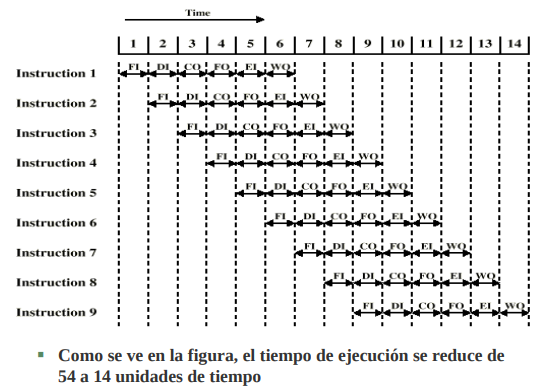 Time
1 2 3 4 5 6 7 8 9 10 11 12 13 14
Instruction 1 FI DI CO FO EI WO
Instruction 2 FI DI CO FO EI WO
Instruction 3 FI DI CO FO EI WO
Instruction 4 FI DI CO FO EI WO
Instruction 5 FI DI CO FO EI WO
Instruction 6 FI DI CO FO EI WO
Instruction 7 FI DI CO FO EI WO
Instruction 8 FI DI CO FO EI WO
Instruction 9 FI DI CO FO EI WO
▪ Como se ve en la figura, el tiempo de ejecución se reduce de
54 a 14 unidades de tiempo